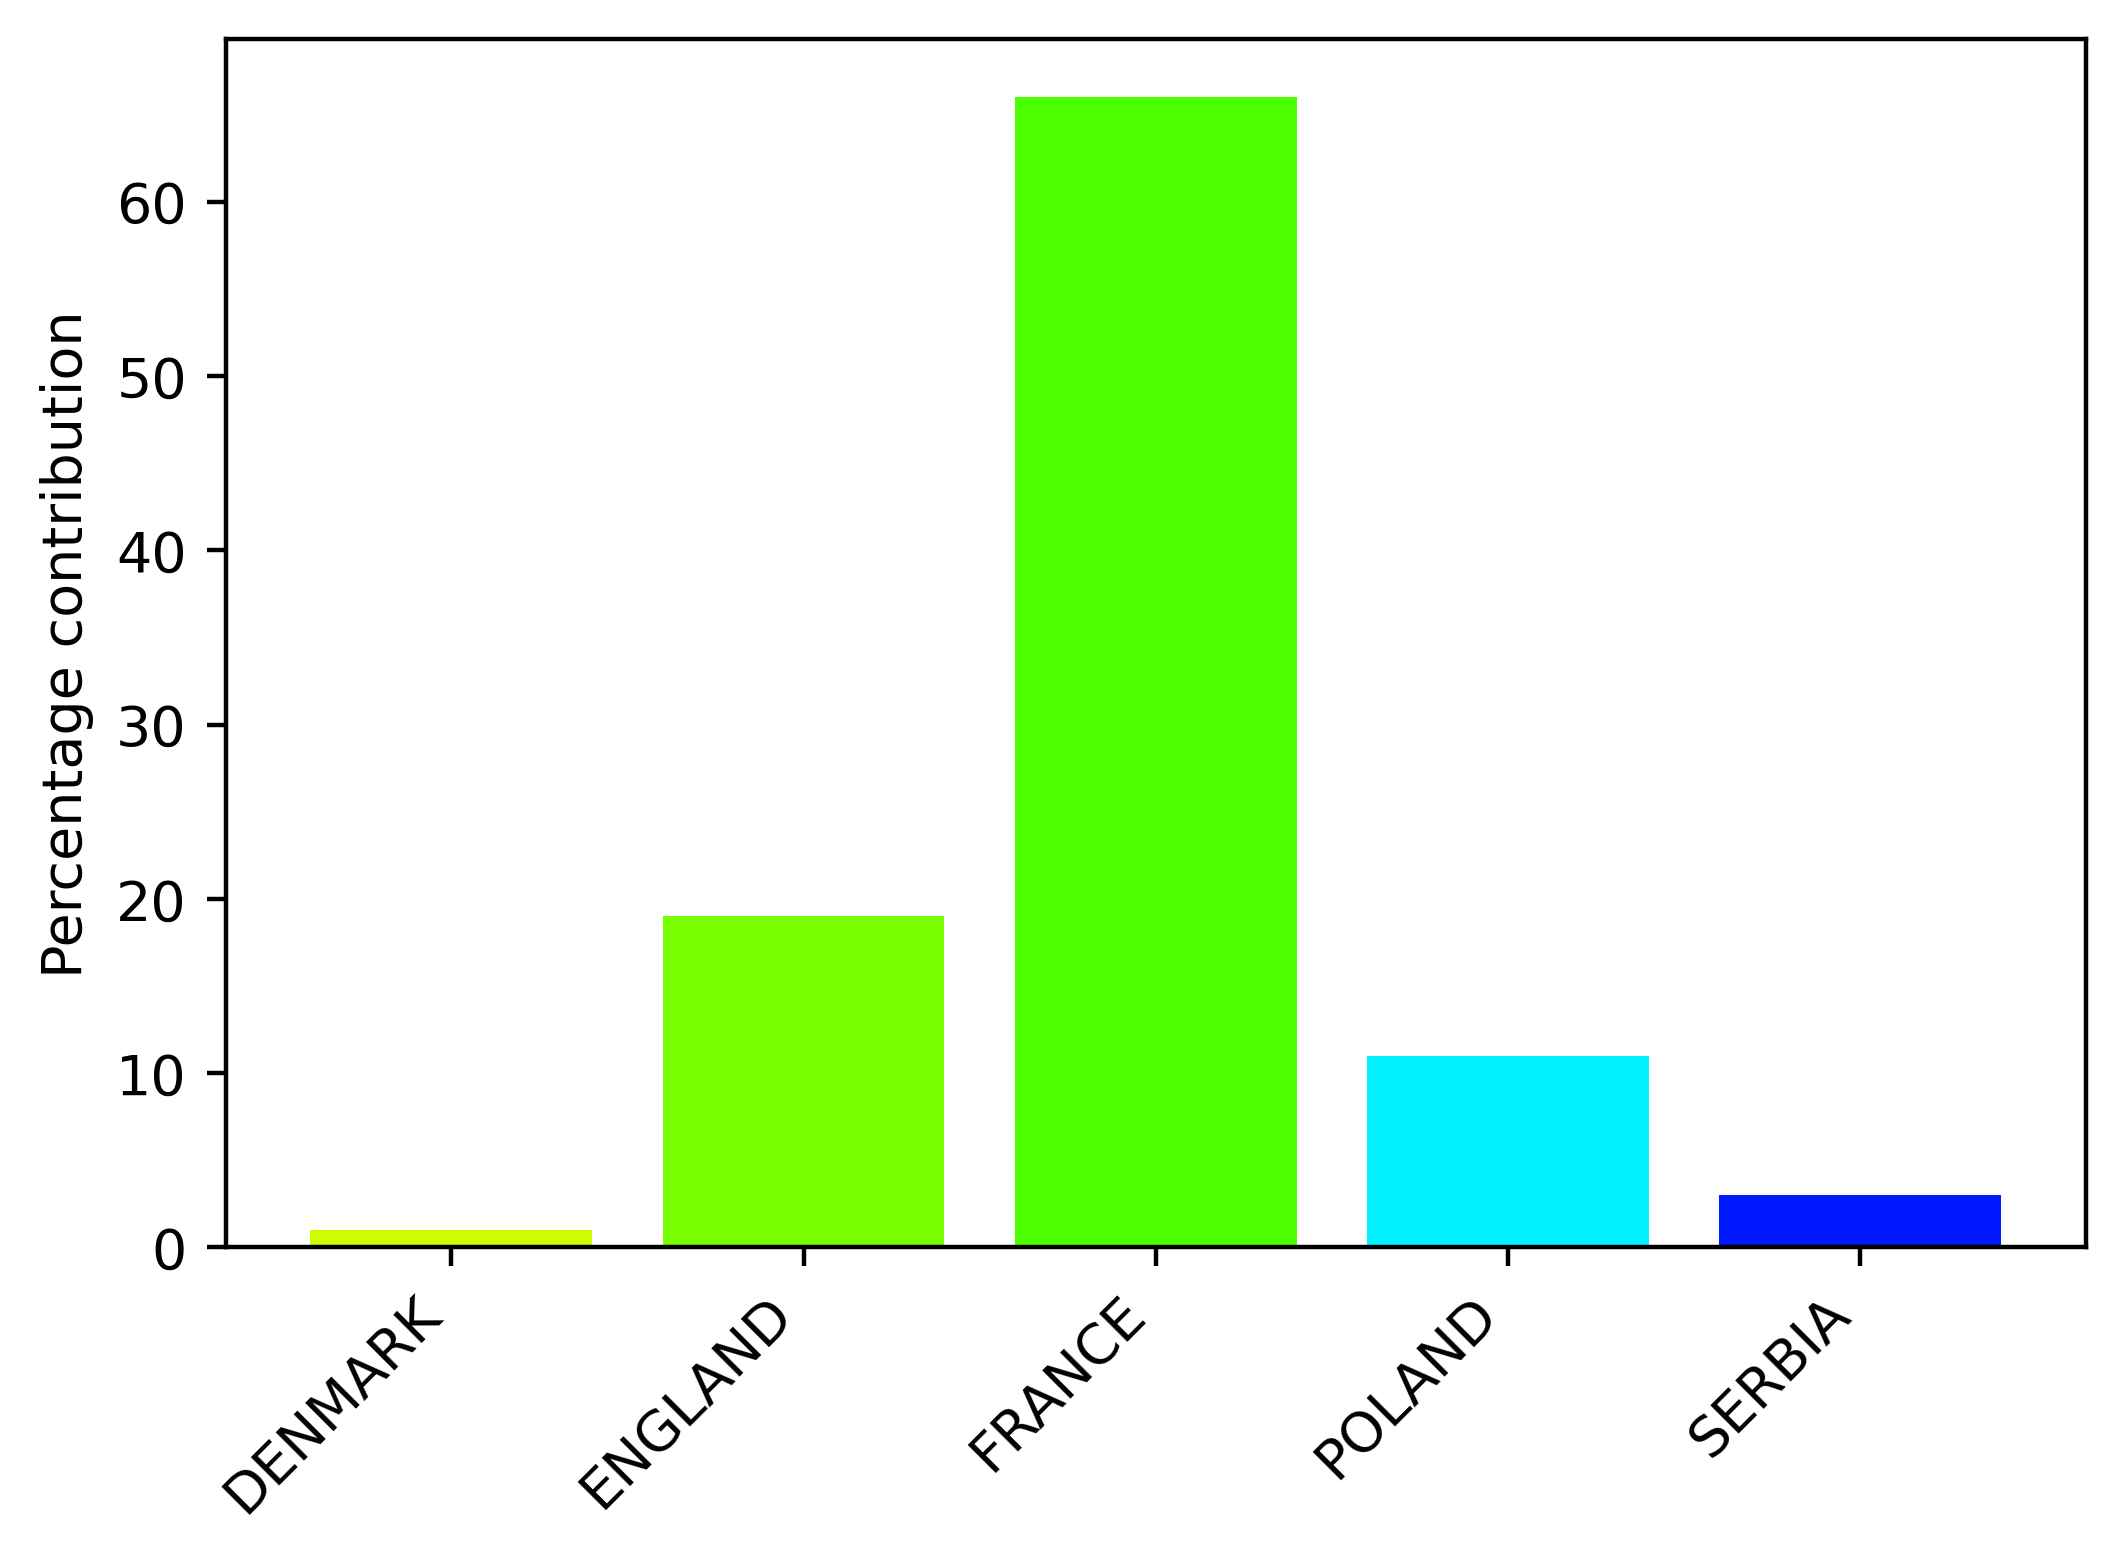 Percentage contribution
60
50
40
30
20
10
0
DENMARK
ENGLAND
FRANCE
POLAND
SERBIA